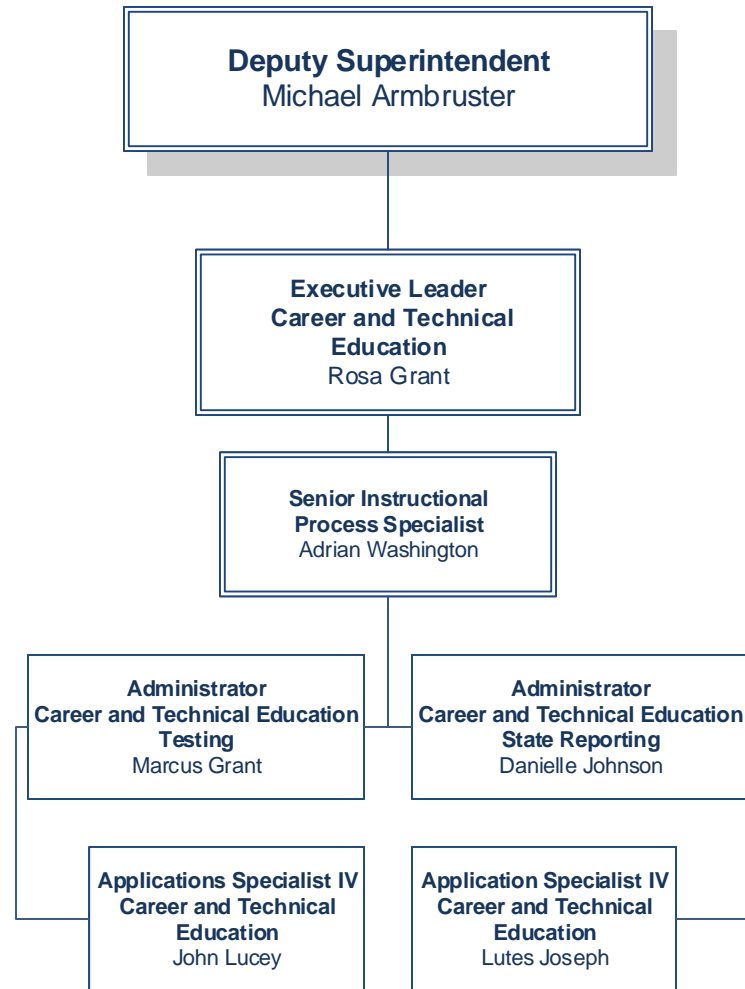 Deputy Superintendent
Michael Armbruster
Executive Leader
Career and Technical
Education
Rosa Grant
Senior Instructional
Process Specialist
Adrian Washington
Administrator
Career and Technical Education
Testing
Marcus Grant
Administrator
Career and Technical Education
State Reporting
Danielle Johnson
Applications Specialist IV
Career and Technical
Education
John Lucey
Application Specialist IV
Career and Technical
Education
Lutes Joseph